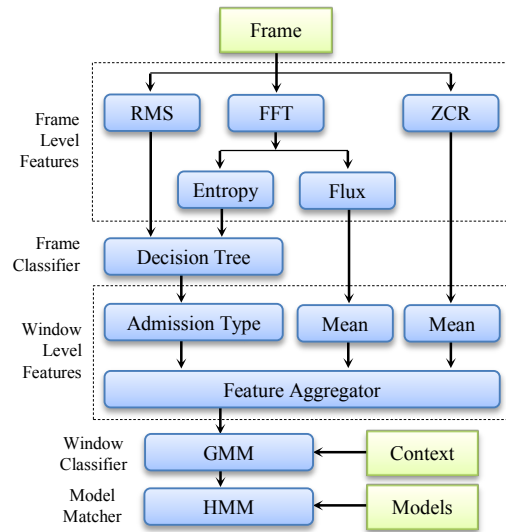 Frame
RMS
FFT
ZCR
Frame
Level
Features
Entropy
Flux
Frame
Classifier
Decision Tree
Window
Level
Features
Admission Type
Mean
Mean
Feature Aggregator
Window
Classifier
GMM
Context
Model
Matcher
HMM
Models